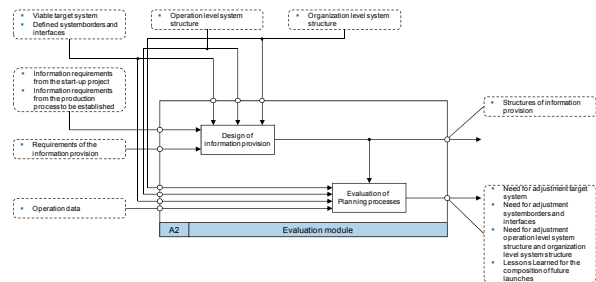 Viable target system
Defined systemborders and
interfaces
Operation level system
structure
Organization level system
structure
Information requirements
from the start-up project
Information requirements
from the production
process to be established
Requirements of the
information provision
Operation data
Design of
information provision
Evaluation of
Planning processes
A2
Evaluation module
Structures of information
provision
Need for adjustment target
system
Need for adjustment
systemborders and
interfaces
Need for adjustment
operation level system
structure and organization
level system structure
Lessons Learned for the
composition of future
launches